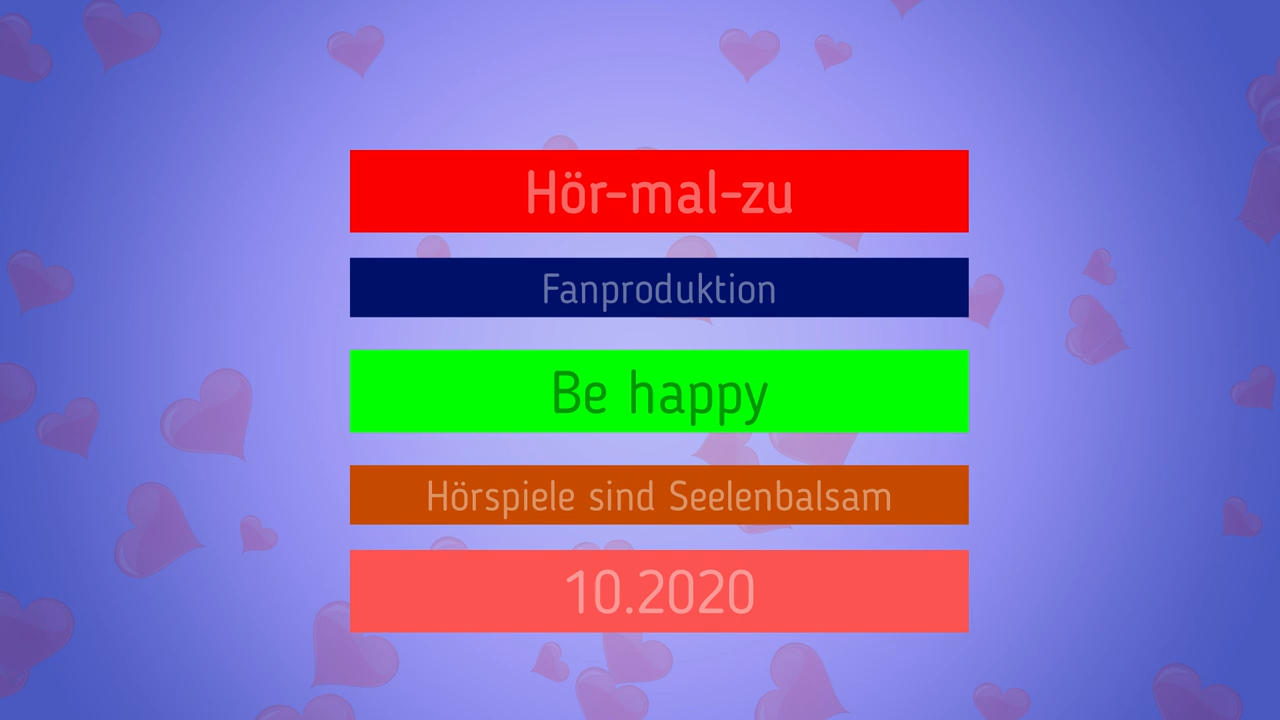 Hör-mal-zu
Fanproduktion
Be happy
Hörspiele sind Seelenbalsam
10.2020